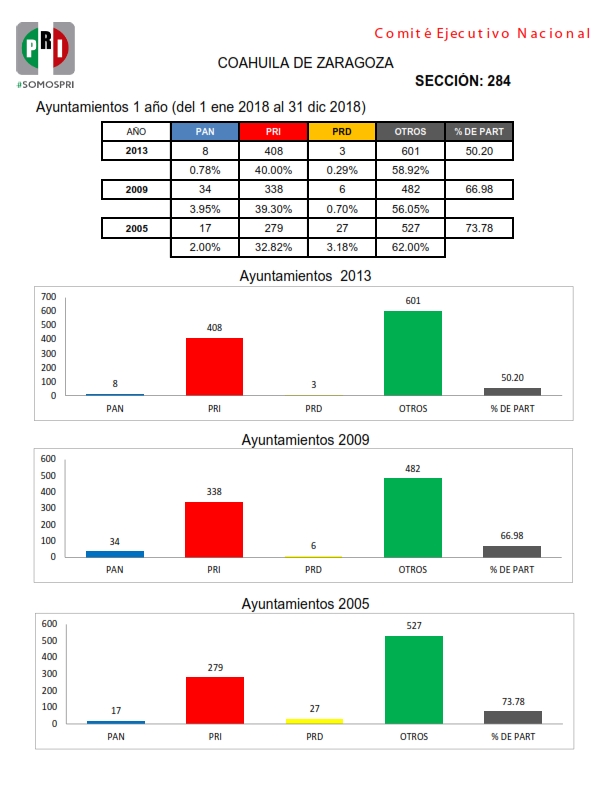 Comité Ejecutivo Nacional
PRI
#SOMOSPRI
COAHUILA DE ZARAGOZA
SECCIÓN: 284
Ayuntamientos 1 año (del 1 ene 2018 al 31 dic 2018)
AÑO PAN PRI PRD OTROS % DE PART
2013 8 408 3 601 50.20
0.78% 40.00% 0.29% 58.92%
2009 34 338 6 482 66.98
3.95% 39.30% 0.70% 56.05%
2005 17 279 27 527 73.78
2.00% 32.82% 3.18% 62.00%
Ayuntamientos 2013
700
600
500
400
300
200
100
0
8 408 3 601 50.20
PAN PRI PRD OTROS % DE PART
Ayuntamientos 2009
600
500
400
300
200
100
0
34 338 6 482 66.98
PAN PRI PRD OTROS % DE PART
Ayuntamientos 2005
600
500
400
300
200
100
0
17 279 27 527 73.78
PAN PRI PRD OTROS % DE PART